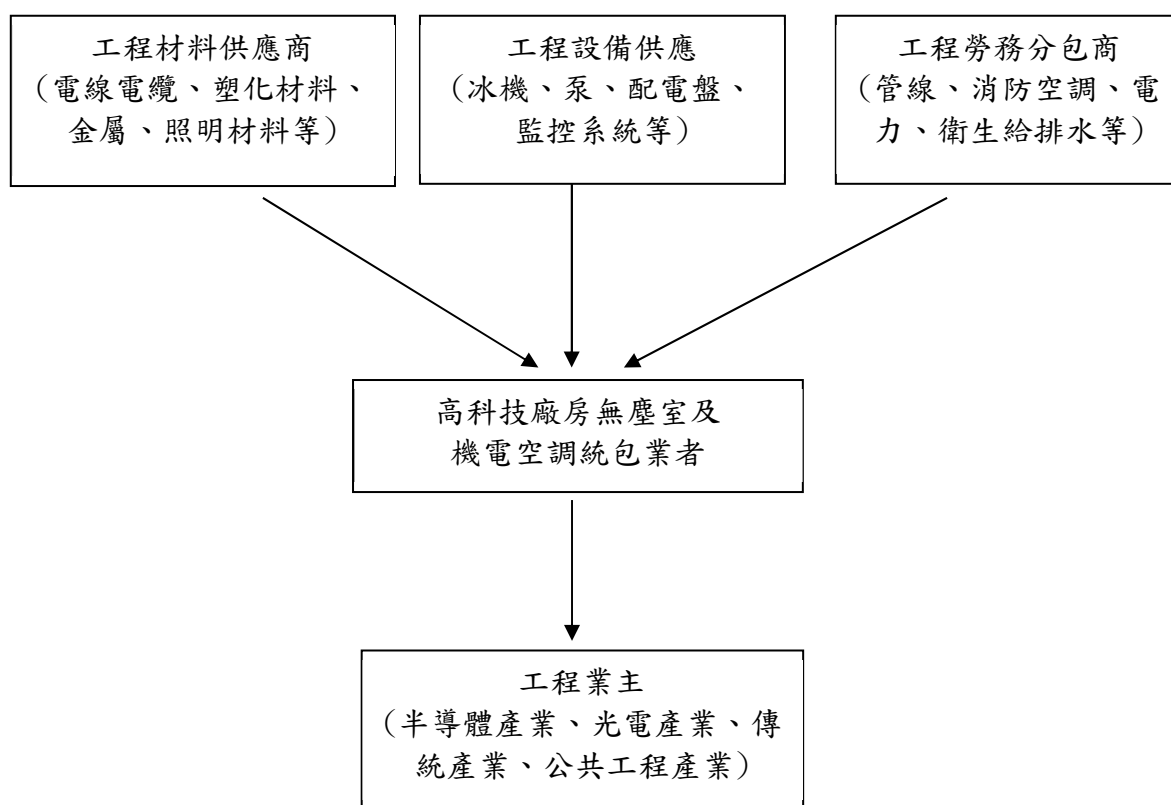 工程材料供應商
（電線電纜、塑化材料、
金屬、照明材料等）
工程設備供應
（冰機、泵、配電盤、
監控系統等）
工程勞務分包商
（管線、消防空調、電
力、衛生給排水等）
高科技廠房無塵室及
機電空調統包業者
工程業主
（半導體產業、光電產業、傳
統產業、公共工程產業）